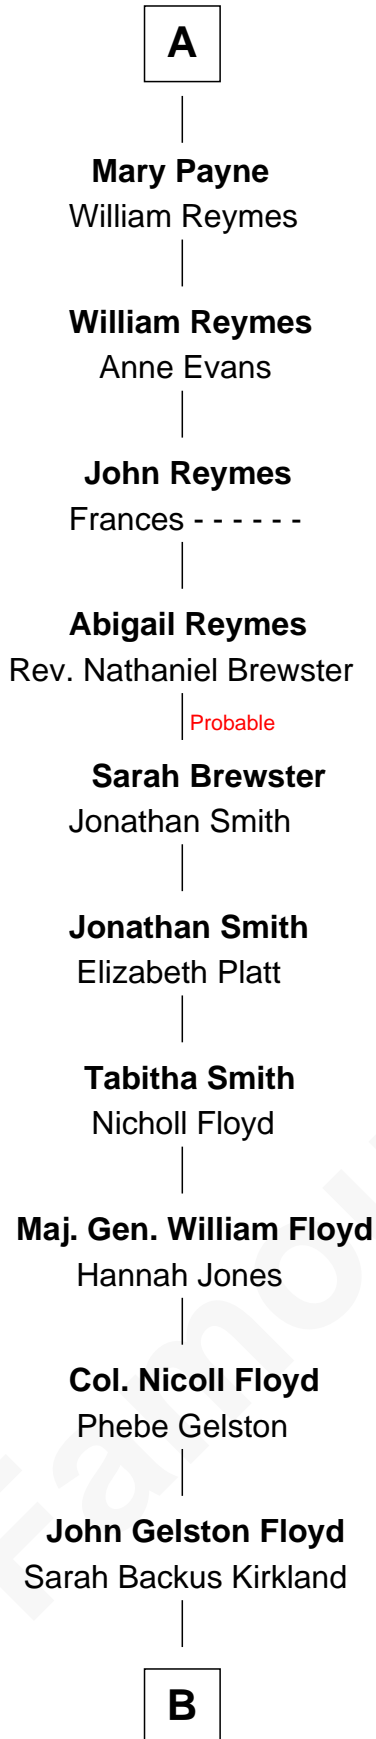 A
Mary Payne
William Reymes
William Reymes
Anne Evans
John Reymes
Frances - - - - - -
Abigail Reymes
Rev. Nathaniel Brewster
Probable
Sarah Brewster
Jonathan Smith
Jonathan Smith
Elizabeth Platt
Tabitha Smith
Nicholl Floyd
Maj. Gen. William Floyd
Hannah Jones
Col. Nicoll Floyd
Phebe Gelston
John Gelston Floyd
Sarah Backus Kirkland
B